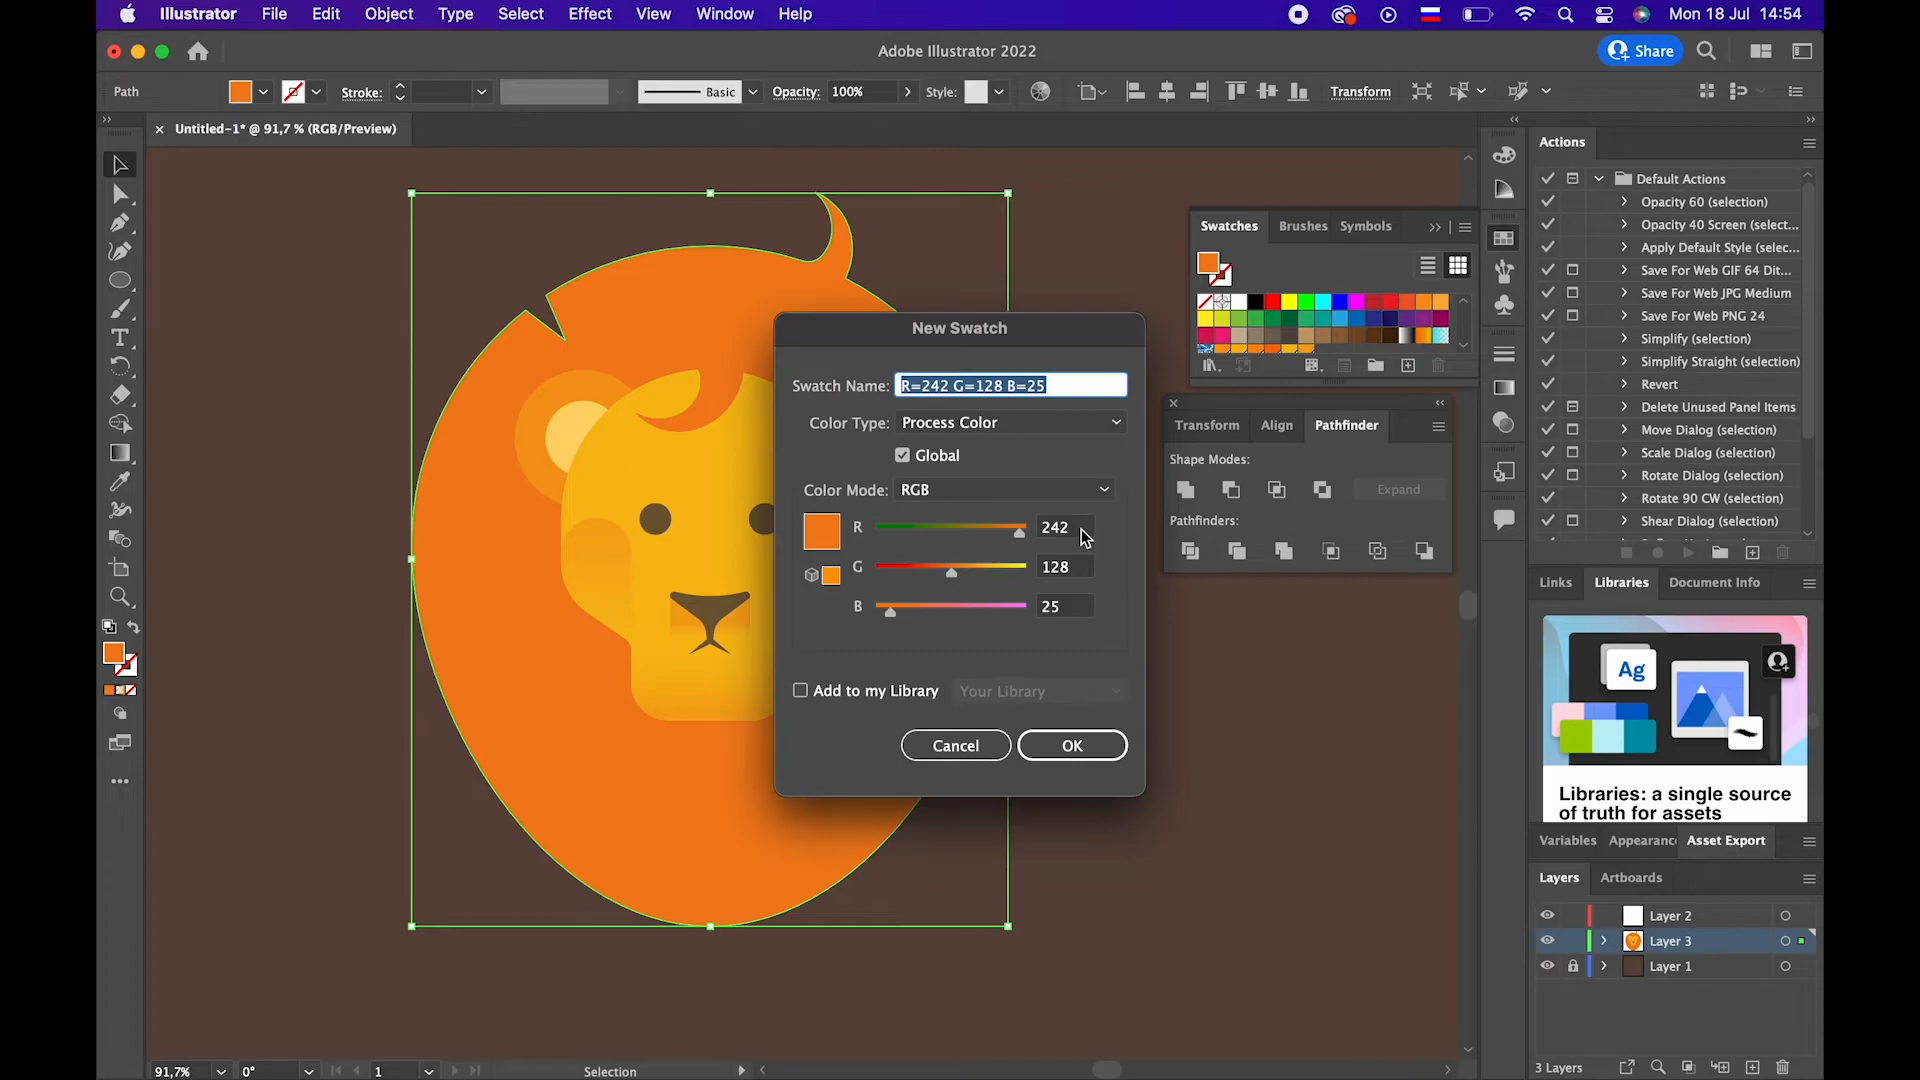 Illustrator File Edit Object Type Select Effect View Window Help Mon 18 Jul 14:54
Adobe Illustrator 2022 Share
Path Stroke: Basic Opacity: 100% Style: Transform
Untitled-1* @ 91,7 % (RGB/Preview)
Actions
Default Actions
Opacity 60 (selection)
Opacity 40 Screen (select...
Apply Default Style (selec...
Save For Web GIF 64 Dit...
Save For Web JPG Medium
Save For Web PNG 24
Simplify (selection)
Simplify Straight (selection)
Revert
Delete Unused Panel Items
Move Dialog (selection)
Scale Dialog (selection)
Rotate Dialog (selection)
Rotate 90 CW (selection)
Shear Dialog (selection)
Swatches Brushes Symbols
Transform Align Pathfinder
Shape Modes:
Expand
Pathfinders:
New Swatch
Swatch Name: R=242 G=128 B=25
Color Type: Process Color
Global
Color Mode: RGB
R 242
G 128
B 25
Add to my Library Your Library
Cancel OK
Links Libraries Document Info
Ag
Libraries: a single source
of truth for assets
Variables Appearanc Asset Export
Layers Artboards
Layer 2
Layer 3
Layer 1
3 Layers
91,7% 0° 1 Selection